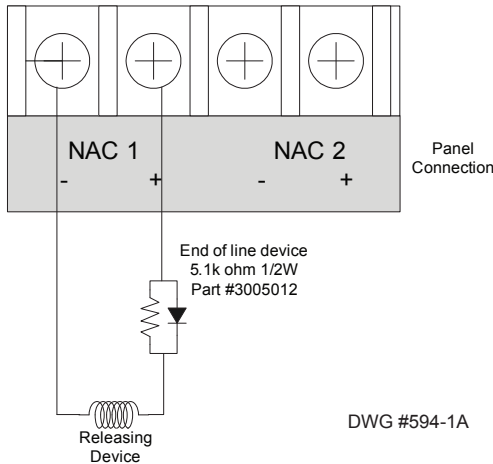 NAC 1
NAC 2
- +
- +
Panel
Connection
End of line device
5.1k ohm 1/2W
Part #3005012
Releasing
Device
DWG #594-1A